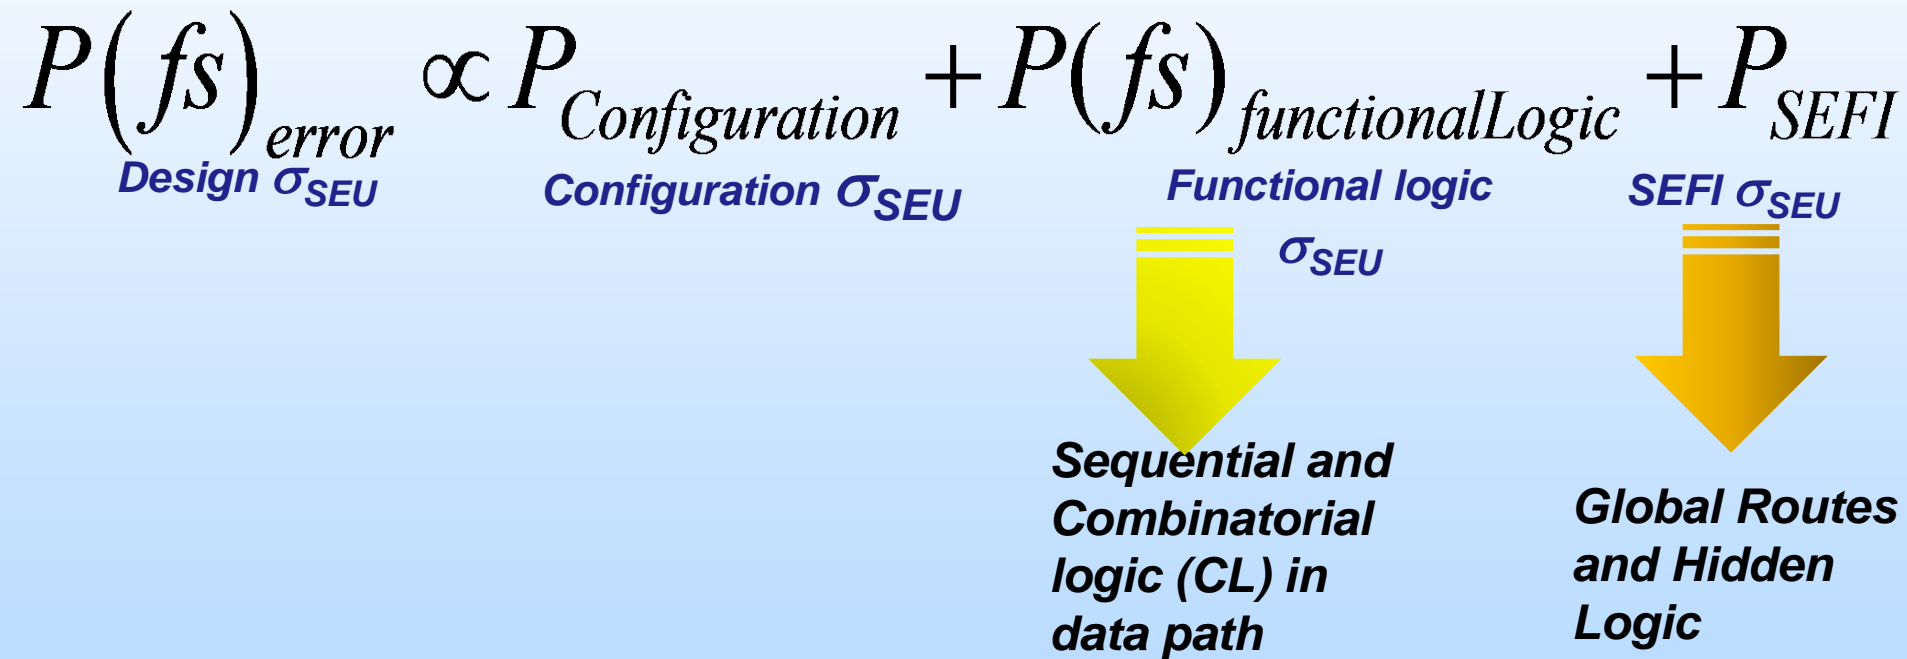 P(fs)error ∝ PConfiguration + P(fs)functionalLogic + PSEFI
Design σSEU
Configuration σSEU
Functional logic
σSEU
SEFI σSEU
Sequential and
Combinatorial
logic (CL) in
data path
Global Routes
and Hidden
Logic